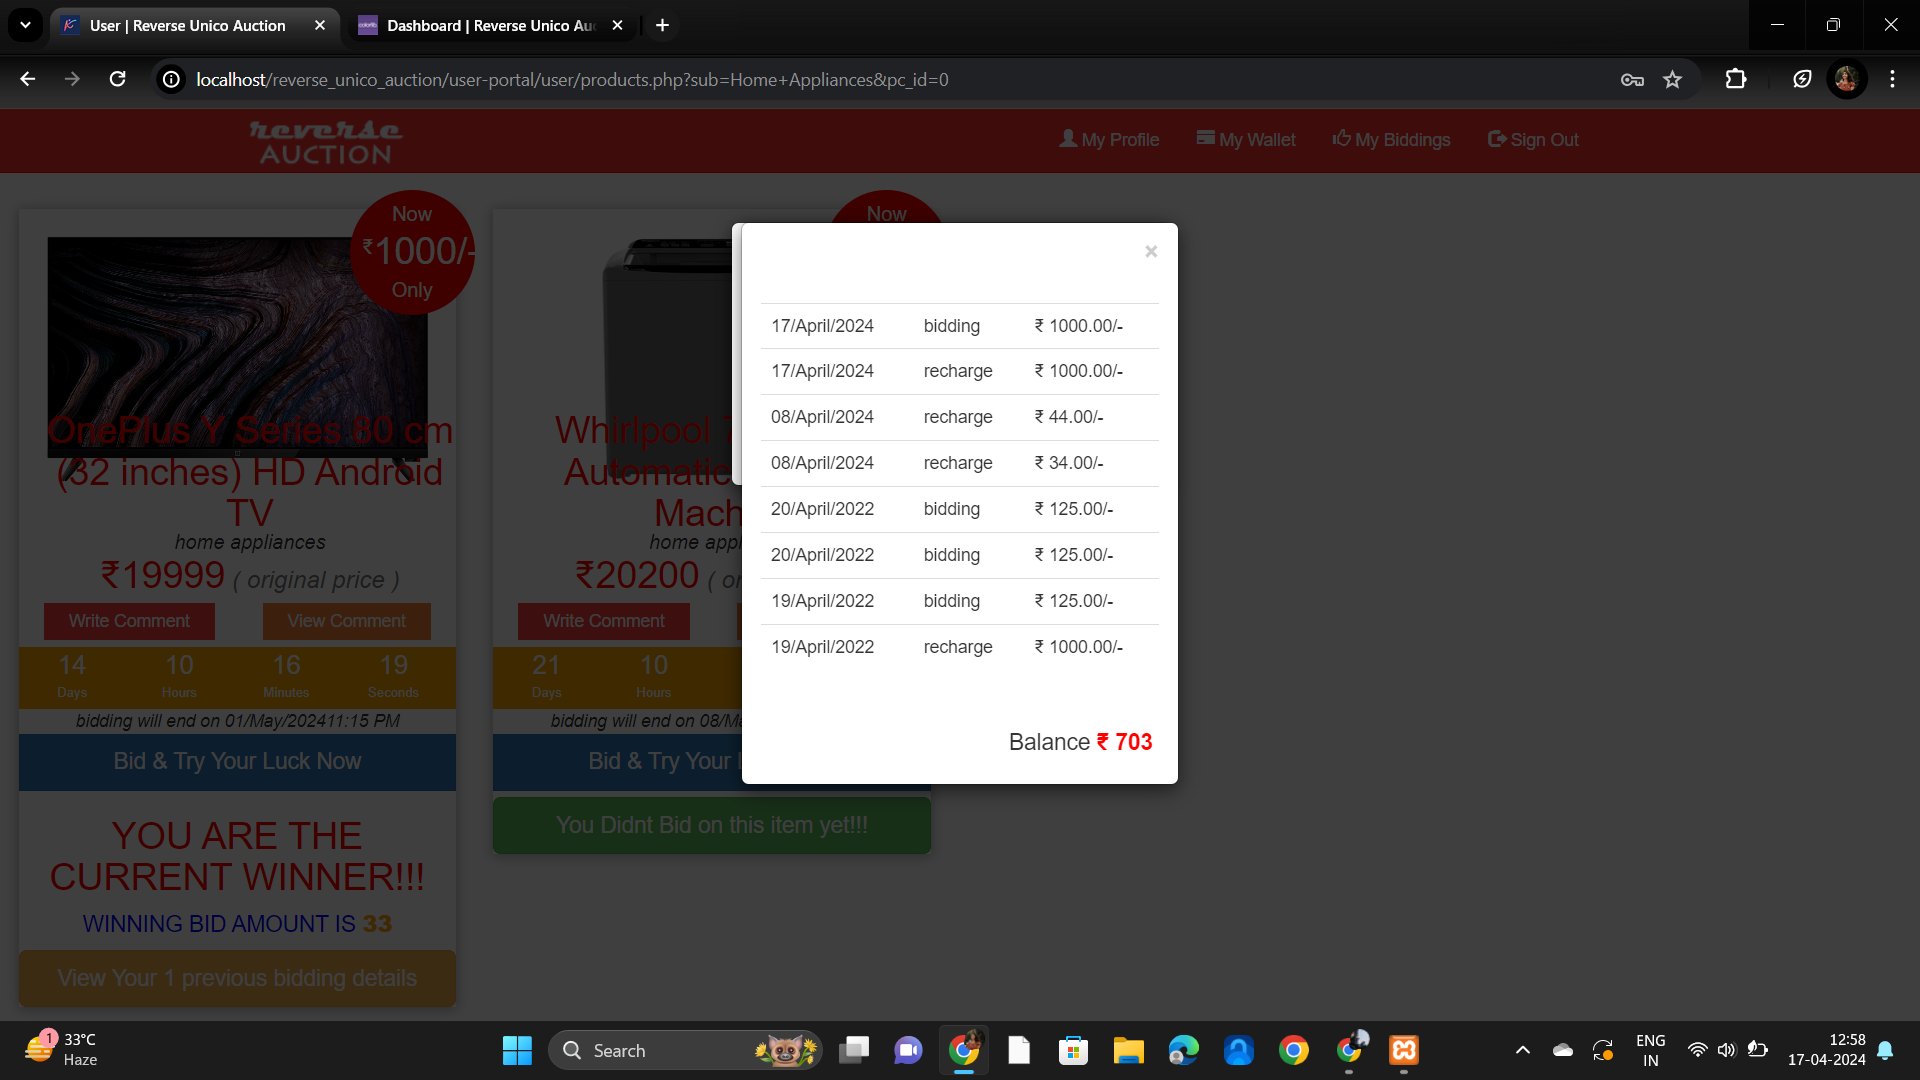 User | Reverse Unico Auction
Dashboard | Reverse Unico Au
localhost/reverse_unico_auction/user-portal/user/products.php?sub=Home+Appliances&pc_id=0
reverse
AUCTION
My Profile
My Wallet
My Biddings
Sign Out
Now
₹1000/-
Only
OnePlus Y Series 80 cm
(32 inches) HD Android
TV
home appliances
₹19999 ( original price )
Write Comment
View Comment
14
10
16
19
Days
Hours
Minutes
Seconds
bidding will end on 01/May/202411:15 PM
Bid & Try Your Luck Now
YOU ARE THE
CURRENT WINNER!!!
WINNING BID AMOUNT IS 33
View Your 1 previous bidding details
Now
Whirlpool
Automatic
Mach
home appl
₹20200 ( or
Write Comment
21
10
Days
Hours
bidding will end on 08/Ma
Bid & Try Your
You Didnt Bid on this item yet!!!
×
17/April/2024 bidding ₹ 1000.00/-
17/April/2024 recharge ₹ 1000.00/-
08/April/2024 recharge ₹ 44.00/-
08/April/2024 recharge ₹ 34.00/-
20/April/2022 bidding ₹ 125.00/-
20/April/2022 bidding ₹ 125.00/-
19/April/2022 bidding ₹ 125.00/-
19/April/2022 recharge ₹ 1000.00/-
Balance ₹ 703
1
33°C
Haze
Search
ENG
IN
12:58
17-04-2024